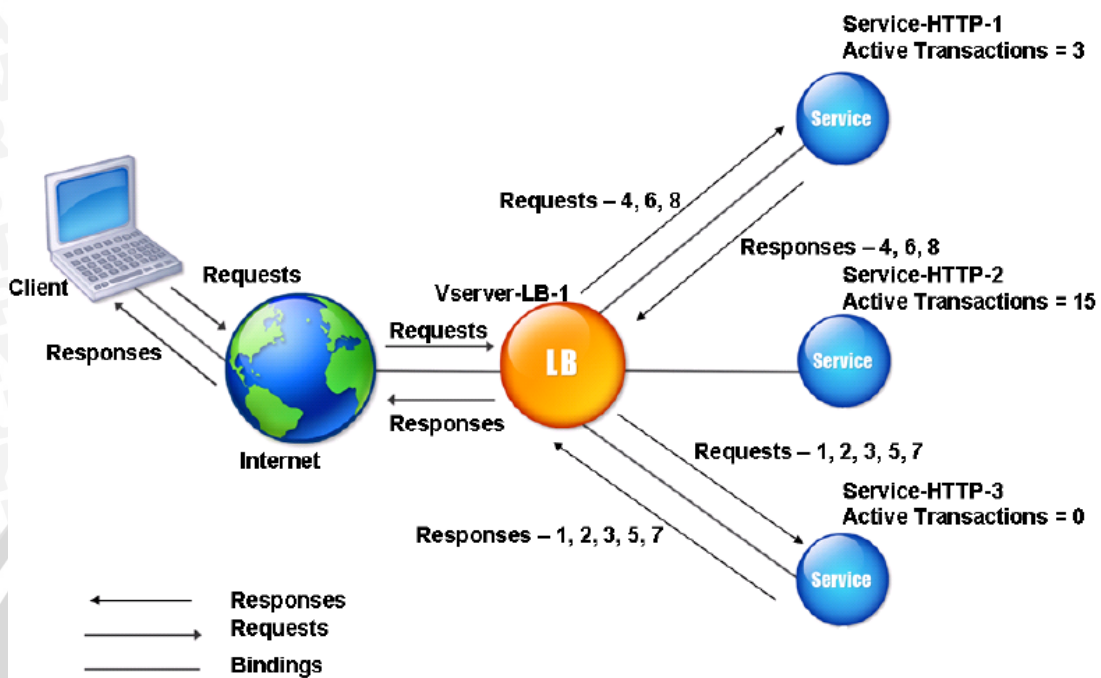 Service-HTTP-1
Active Transactions = 3
Service
Requests – 4, 6, 8
Responses – 4, 6, 8
Client
Requests
Responses
Internet
Vserver-LB-1
Requests
LB
Responses
Service-HTTP-2
Active Transactions = 15
Service
Requests – 1, 2, 3, 5, 7
Service-HTTP-3
Active Transactions = 0
Responses – 1, 2, 3, 5, 7
Service
Responses
Requests
Bindings